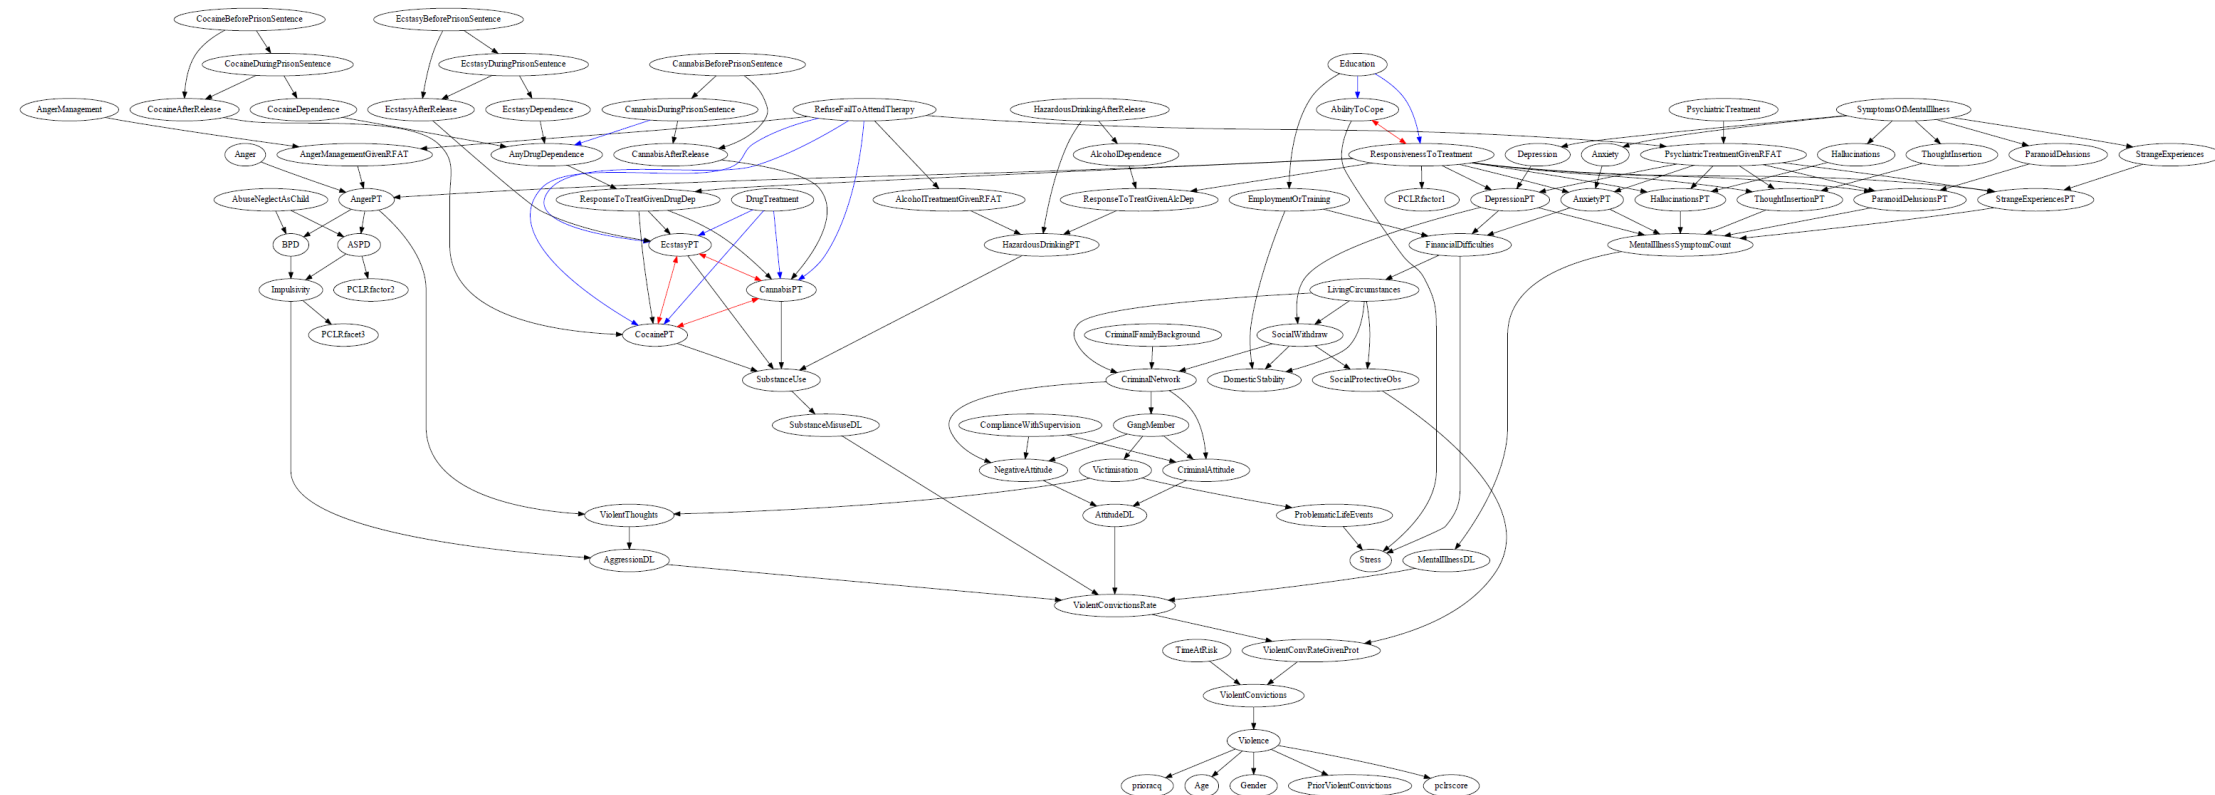 CocaineBeforePrisonSentence
EcstasyBeforePrisonSentence
CocaineDuringPrisonSentence
EcstasyDuringPrisonSentence
CannabisBeforePrisonSentence
Education
AngerManagement
CocaineAfterRelease
CocaineDependence
EcstasyAfterRelease
EcstasyDependence
CannabisDuringPrisonSentence
RefuseFailToAttendTherapy
HazardousDrinkingAfterRelease
AbilityToCope
PsychiatricTreatment
SymptomsOfMentalIllness
Anger
AngerManagementGivenRFAT
AnyDrugDependence
CannabisAfterRelease
AlcoholDependence
ResponsivenessToTreatment
Depression
Anxiety
PsychiatricTreatmentGivenRFAT
Hallucinations
ThoughtInsertion
ParanoidDelusions
StrangeExperiences
AbuseNeglectAsChild
AngerPT
ResponseToTreatGivenDrugDep
DrugTreatment
AlcoholTreatmentGivenRFAT
ResponseToTreatGivenAlcDep
EmploymentOrTraining
PCLRfactor1
DepressionPT
AnxietyPT
HallucinationsPT
ThoughtInsertionPT
ParanoidDelusionsPT
StrangeExperiencesPT
BPD
ASPD
EcstasyPT
HazardousDrinkingPT
FinancialDifficulties
MentalIllnessSymptomCount
Impulsivity
PCLRfactor2
CannabisPT
LivingCircumstances
PCLRfacet3
CocainePT
CriminalFamilyBackground
SocialWithdraw
SubstanceUse
CriminalNetwork
DomesticStability
SocialProtectiveObs
SubstanceMisuseDL
ComplianceWithSupervision
GangMember
NegativeAttitude
Victimisation
CriminalAttitude
ViolentThoughts
AttitudeDL
ProblematicLifeEvents
AggressionDL
Stress
MentalIllnessDL
ViolentConvictionsRate
TimeAtRisk
ViolentConvRateGivenProt
ViolentConvictions
Violence
prioracq
Age
Gender
PriorViolentConvictions
pclrscore